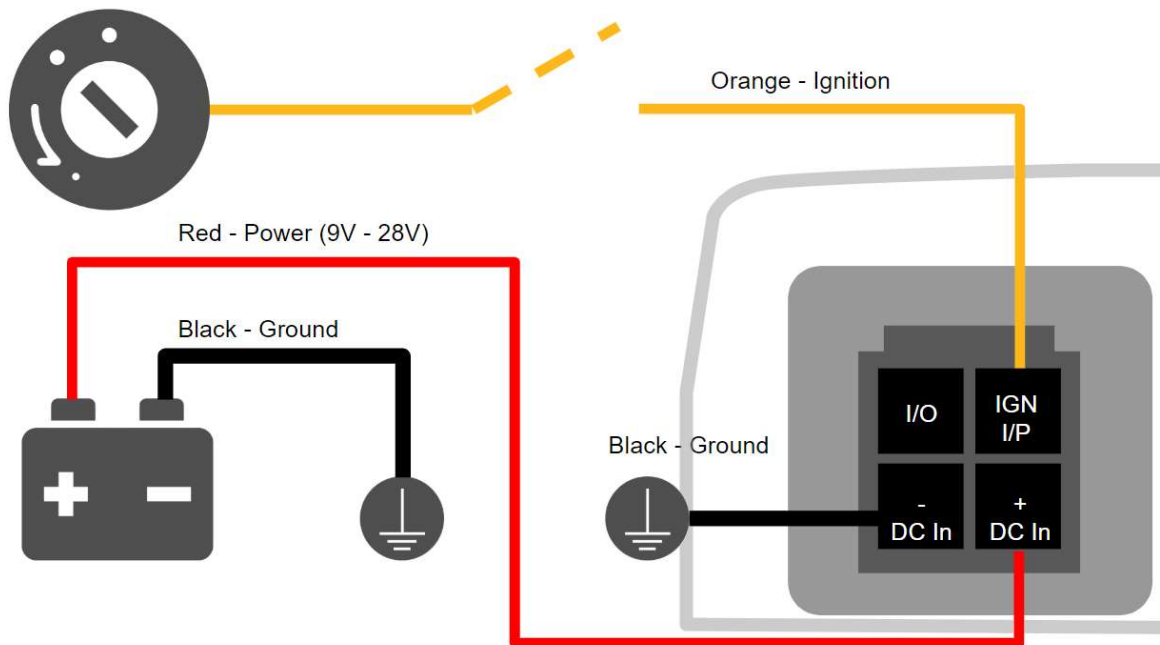 Orange - Ignition
Red - Power (9V - 28V)
Black - Ground
I/O
IGN
I/P
Black - Ground
-
DC In
+
DC In